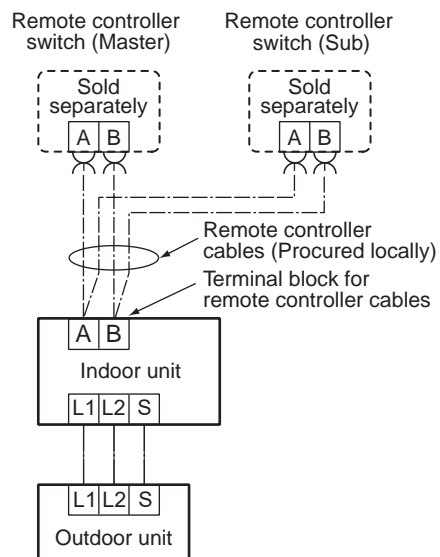 Remote controller
switch (Master)
Remote controller
switch (Sub)
Sold
separately
A B
Sold
separately
A B
Remote controller
cables (Procured locally)
Terminal block for
remote controller cables
A B
Indoor unit
L1 L2 S
L1 L2 S
Outdoor unit